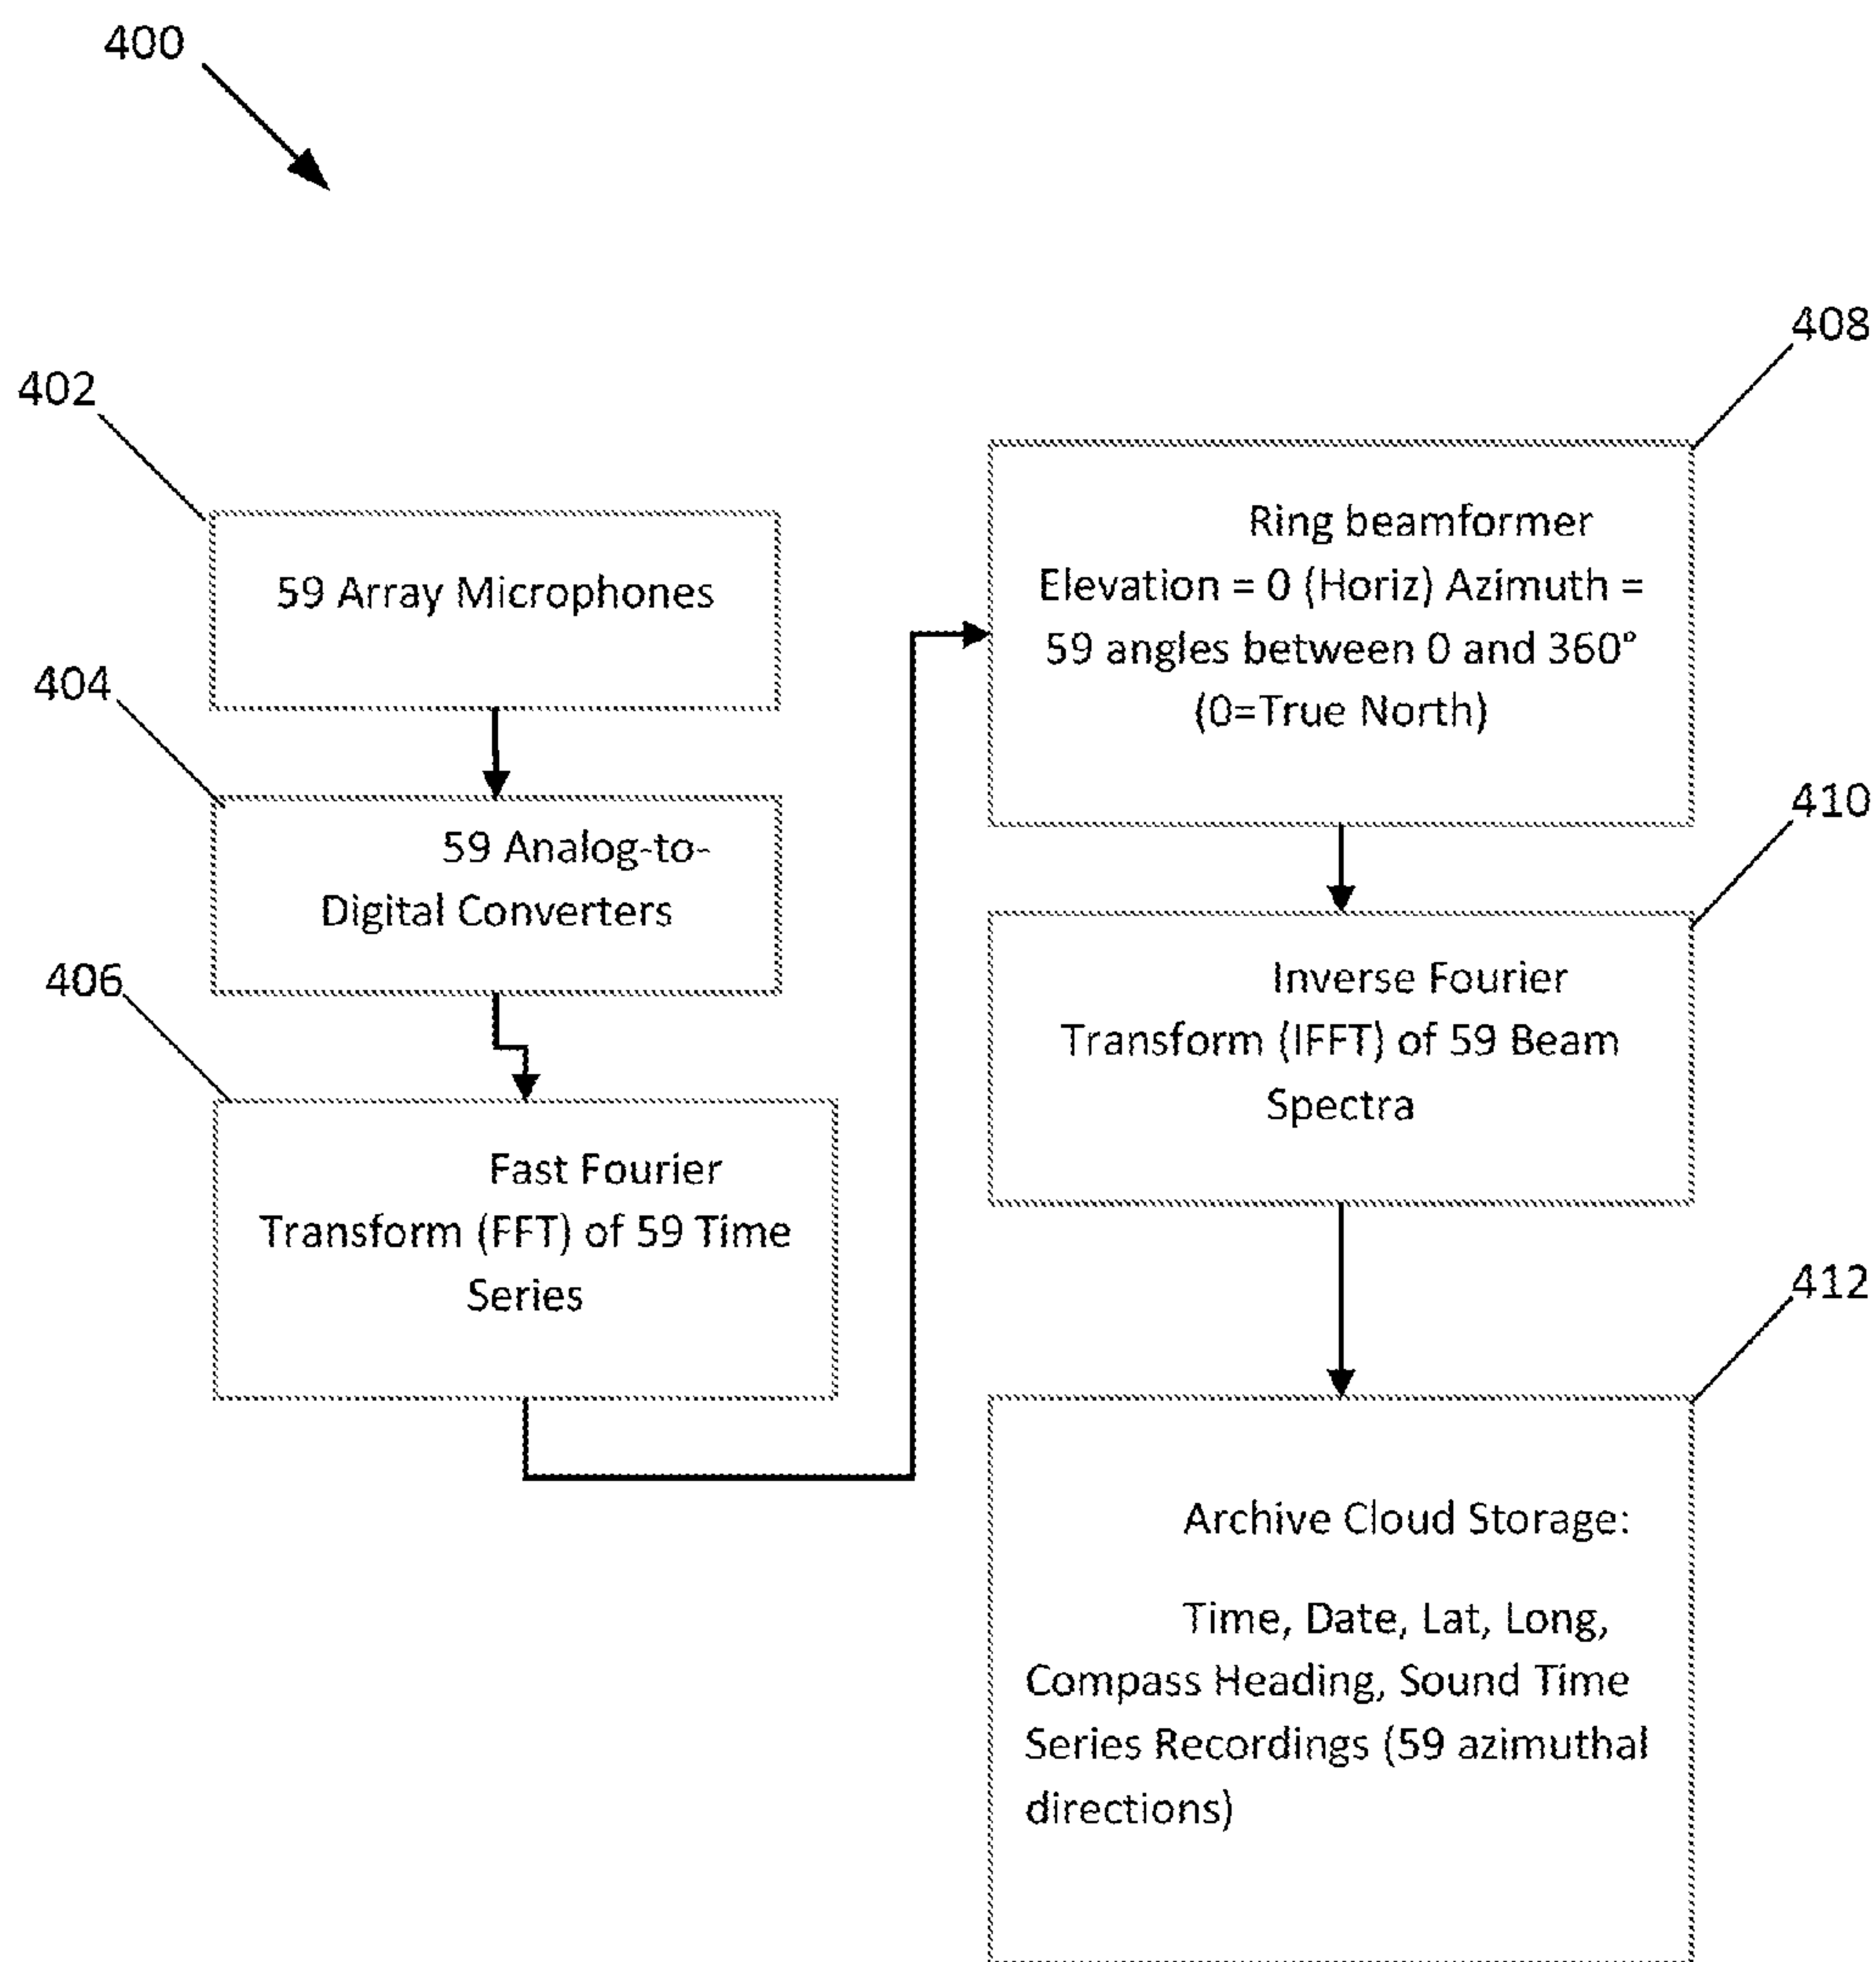 400
402
59 Array Microphones
404
59 Analog-to-
Digital Converters
406
Fast Fourier
Transform (FFT) of 59 Time
Series
408
Ring beamformer
Elevation = 0 (Horiz) Azimuth =
59 angles between 0 and 360°
(0=True North)
410
Inverse Fourier
Transform (IFFT) of 59 Beam
Spectra
412
Archive Cloud Storage:
Time, Date, Lat, Long,
Compass Heading, Sound Time
Series Recordings (59 azimuthal
directions)